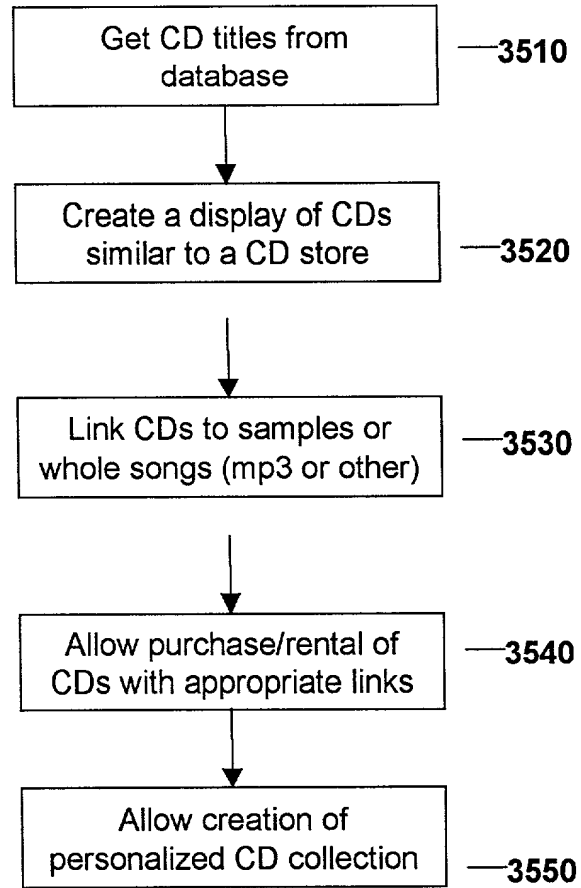 Get CD titles from
database
3510
Create a display of CDs
similar to a CD store
3520
Link CDs to samples or
whole songs (mp3 or other)
3530
Allow purchase/rental of
CDs with appropriate links
3540
Allow creation of
personalized CD collection
3550